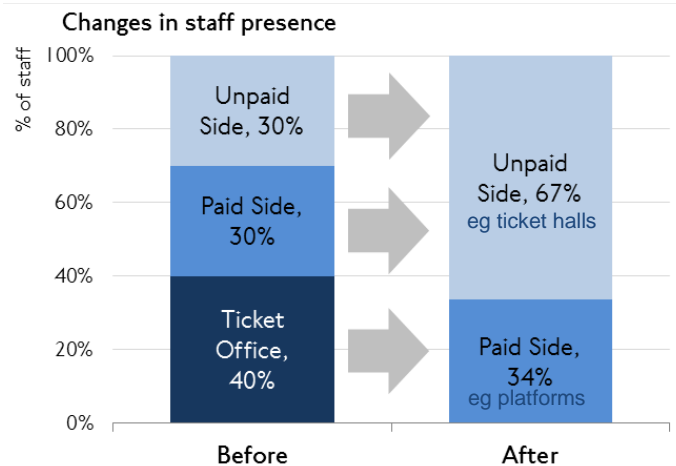 Changes in staff presence
% of staff
100%
80%
60%
40%
20%
0%
Unpaid
Side, 30%
Paid Side,
30%
Ticket
Office,
40%
Unpaid
Side, 67%
eg ticket halls
Paid Side,
34%
eg platforms
Before
After